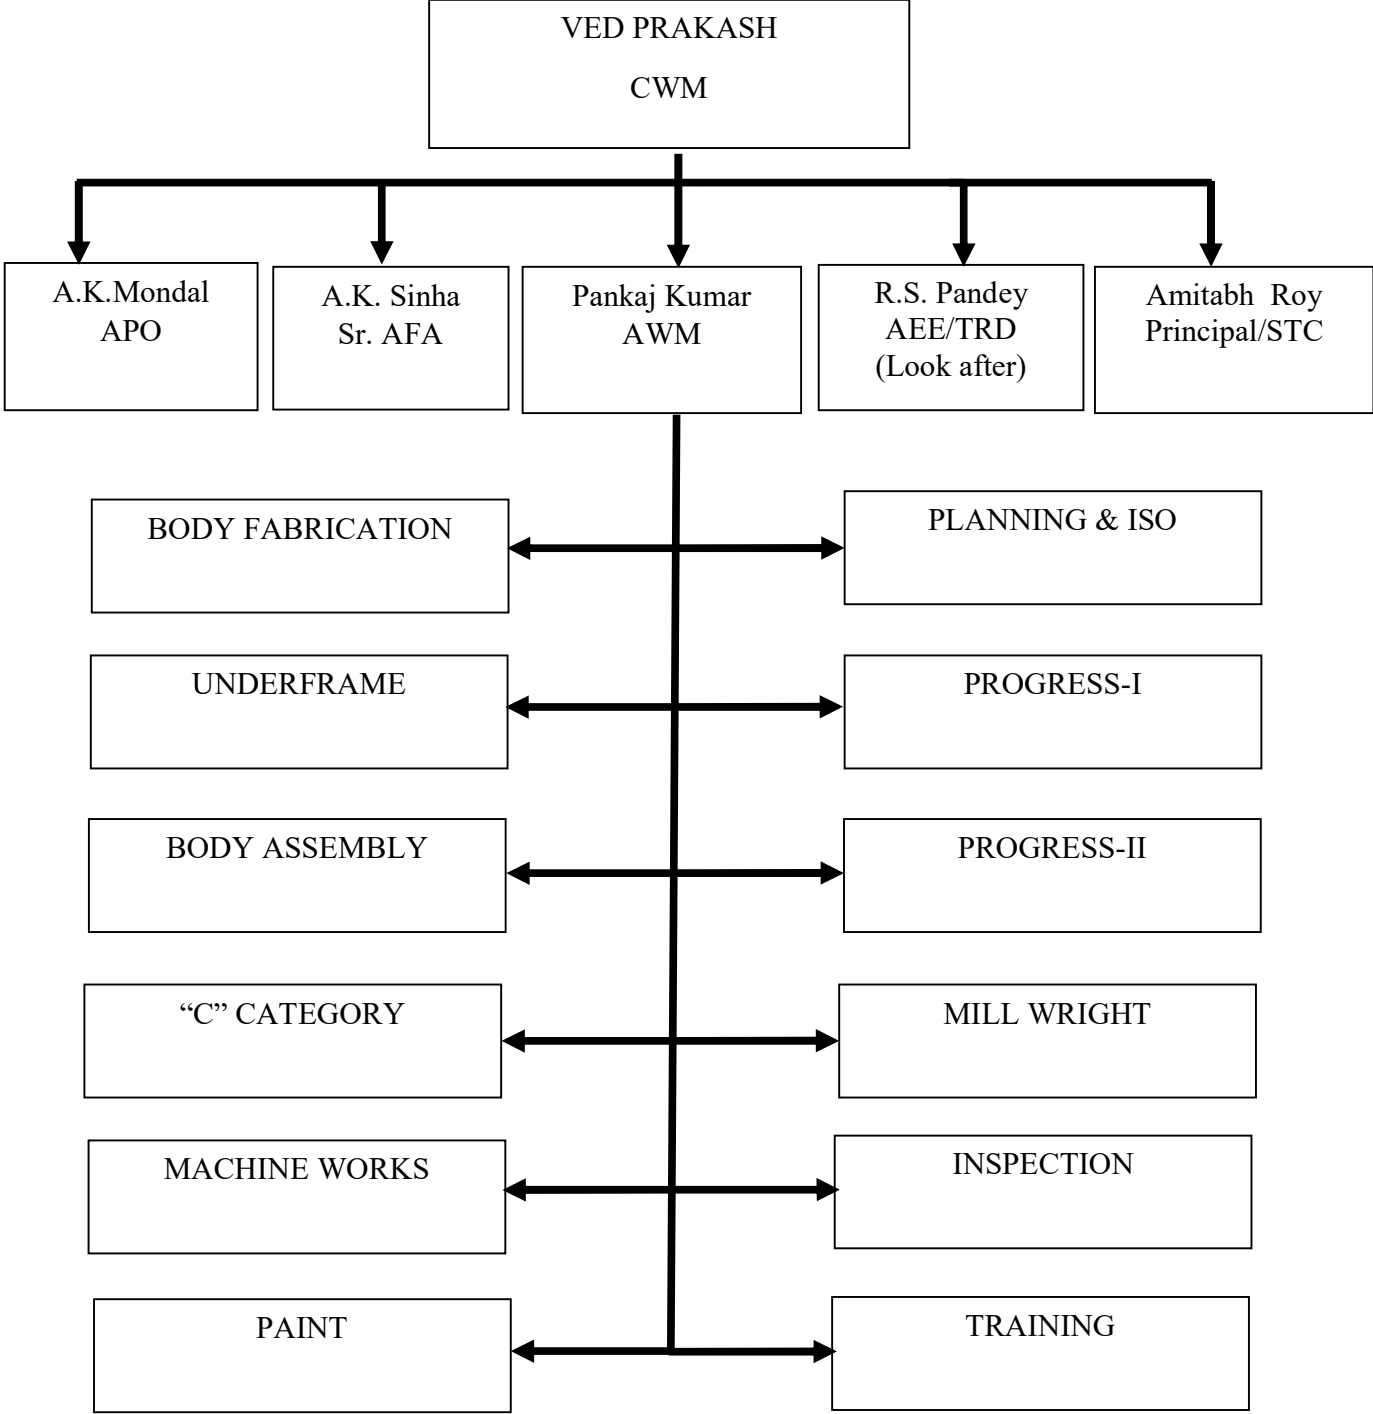 VED PRAKASH
CWM
A.K.Mondal
APO
A.K. Sinha
Sr. AFA
Pankaj Kumar
AWM
R.S. Pandey
AEE/TRD
(Look after)
Amitabh  Roy
Principal/STC
BODY FABRICATION
PLANNING & ISO
UNDERFRAME
PROGRESS-I
BODY ASSEMBLY
PROGRESS-II
“C” CATEGORY
MILL WRIGHT
MACHINE WORKS
INSPECTION
PAINT
TRAINING